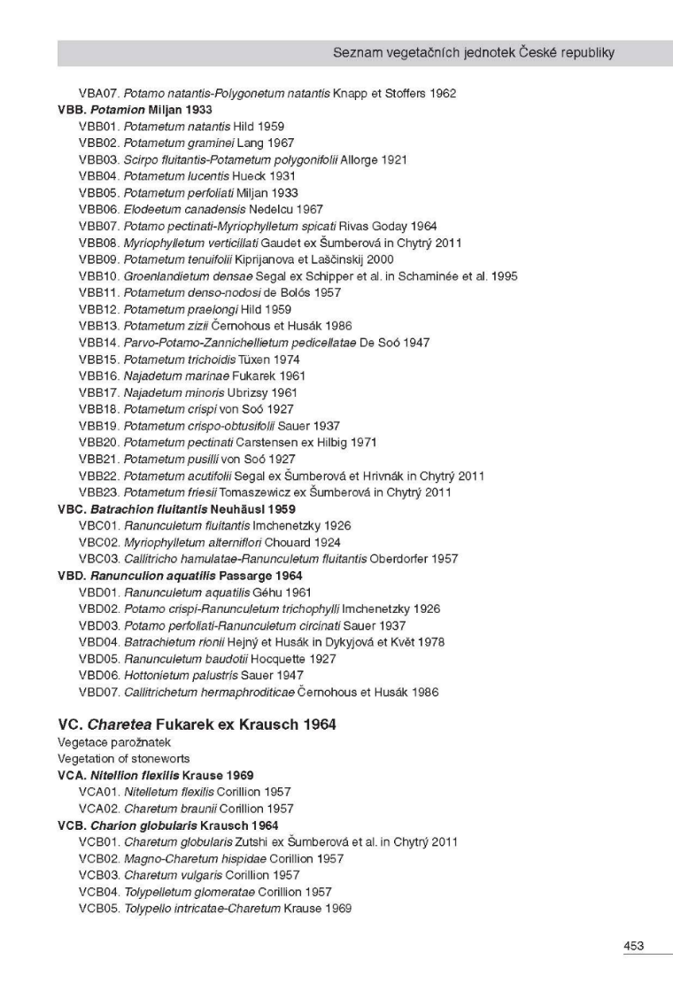 Seznam vegetačních jednotek České republiky
VBA07. Potamo natantis-Polygonetum natantis Knapp et Stoffers 1962
VBB. Potamion Miljan 1933
VBB01. Potametum natantis Hild 1959
VBB02. Potametum graminei Lang 1967
VBB03. Scirpo fluitantis-Potametum polygonifolii Allorge 1921
VBB04. Potametum lucentis Hueck 1931
VBB05. Potametum perfoliati Miljan 1933
VBB06. Elodeetum canadensis Nedelcu 1967
VBB07. Potamo pectinati-Myriophylletum spicati Rivas Goday 1964
VBB08. Myriophylletum verticillati Gaudet ex Šumberová in Chytrý 2011
VBB09. Potametum tenuifolii Kiprijanova et Laščinskij 2000
VBB10. Groenlandietum densae Segal ex Schipper et al. in Schaminée et al. 1995
VBB11. Potametum denso-nodosi de Bolós 1957
VBB12. Potametum praelongi Hild 1959
VBB13. Potametum zizii Černohous et Husák 1986
VBB14. Parvo-Potamo-Zannichellietum pedicellatae De Soó 1947
VBB15. Potametum trichoidis Tüxen 1974
VBB16. Najadetum marinae Fukarek 1961
VBB17. Najadetum minoris Ubrizsy 1961
VBB18. Potametum crispi von Soó 1927
VBB19. Potametum crispo-obtusifolii Sauer 1937
VBB20. Potametum pectinati Carstensen ex Hilbig 1971
VBB21. Potametum pusilli von Soó 1927
VBB22. Potametum acutifolii Segal ex Šumberová et Hrivnák in Chytrý 2011
VBB23. Potametum friesii Tomaszewicz ex Šumberová in Chytrý 2011
VBC. Batrachion fluitantis Neuhäusl 1959
VBC01. Ranunculetum fluitantis Imchenetzky 1926
VBC02. Myriophylletum alterniflori Chouard 1924
VBC03. Callitricho hamulatae-Ranunculetum fluitantis Oberdorfer 1957
VBD. Ranunculion aquatilis Passarge 1964
VBD01. Ranunculetum aquatilis Géhu 1961
VBD02. Potamo crispi-Ranunculetum trichophylli Imchenetzky 1926
VBD03. Potamo perfoliati-Ranunculetum circinati Sauer 1937
VBD04. Batrachietum rionii Hejný et Husák in Dykyjová et Květ 1978
VBD05. Ranunculetum baudotii Hocquette 1927
VBD06. Hottonietum palustris Sauer 1947
VBD07. Callitrichetum hermaphroditicae Černohous et Husák 1986
VC. Charetea Fukarek ex Krausch 1964
Vegetace parožnatek
Vegetation of stoneworts
VCA. Nitellion flexilis Krause 1969
VCA01. Nitelletum flexilis Corillion 1957
VCA02. Charetum braunii Corillion 1957
VCB. Charion globularis Krausch 1964
VCB01. Charetum globularis Zutshi ex Šumberová et al. in Chytrý 2011
VCB02. Magno-Charetum hispidae Corillion 1957
VCB03. Charetum vulgaris Corillion 1957
VCB04. Tolypelletum glomeratae Corillion 1957
VCB05. Tolypello intricatae-Charetum Krause 1969
453